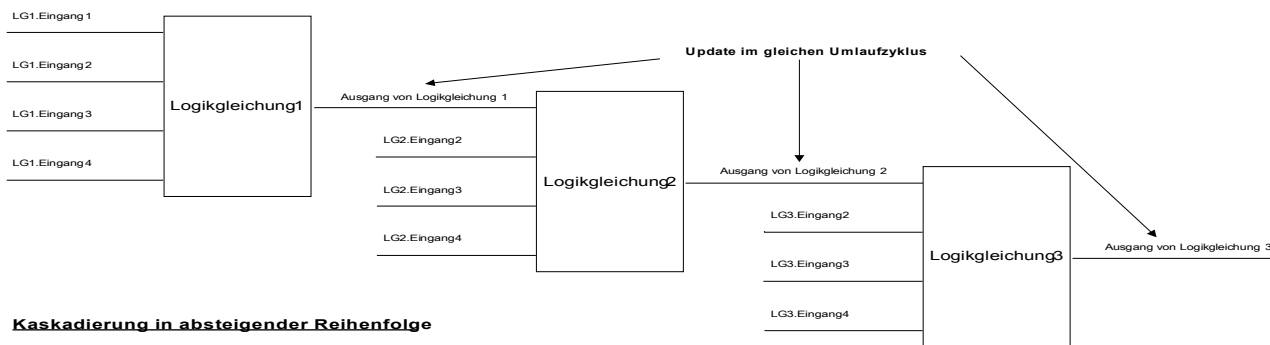 LG1.Eingang1
LG1.Eingang2
LG1.Eingang3
LG1.Eingang4
Logikgleichung1
Update im gleichen Umlaufzyklus
Ausgang von Logikgleichung 1
LG2.Eingang2
LG2.Eingang3
LG2.Eingang4
Logikgleichung2
Ausgang von Logikgleichung 2
LG3.Eingang2
LG3.Eingang3
LG3.Eingang4
Logikgleichung3
Ausgang von Logikgleichung 3
Kaskadierung in absteigender Reihenfolge